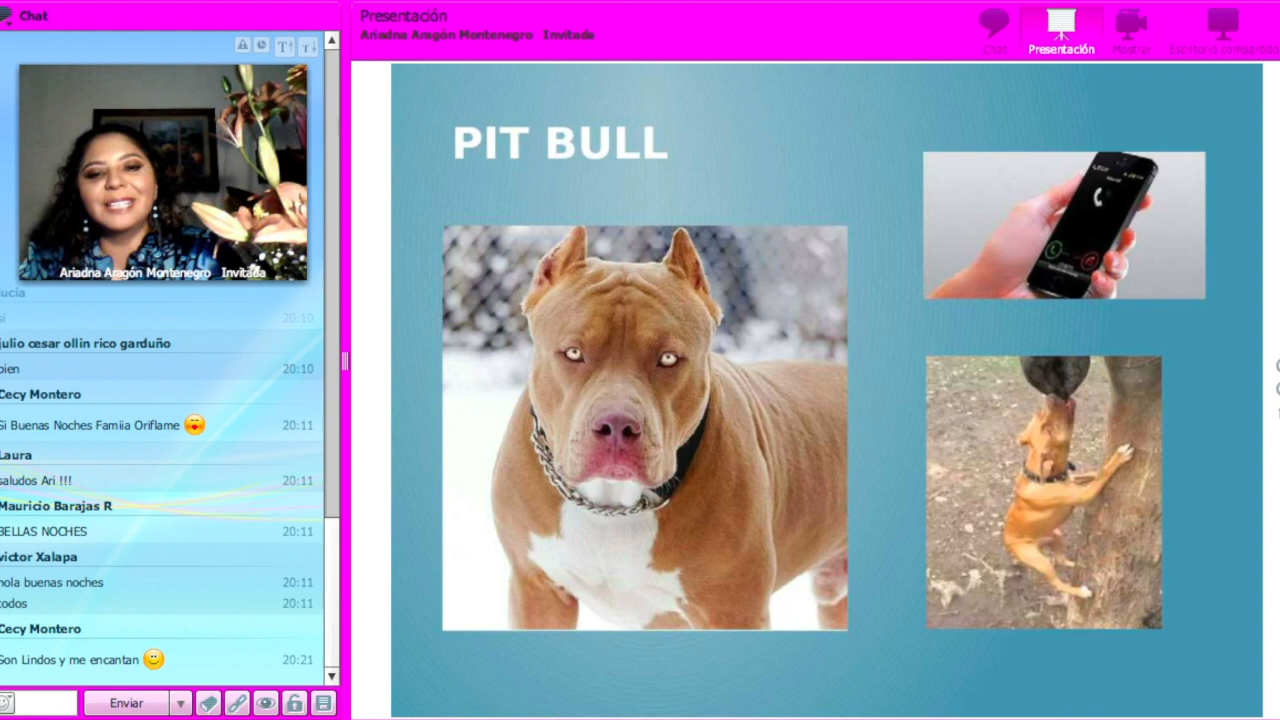 Chat
Ariadna Aragón Montenegro Invitada
lucia
si 20:10
julio cesar ollin rico garduño
bien 20:10
Cecy Montero
Si Buenas Noches Famiia Oriflame 20:11
Laura
saludos Ari !!! 20:11
Mauricio Barajas R
BELLAS NOCHES 20:11
victor Xalapa
hola buenas noches 20:11
todos 20:11
Cecy Montero
Son Lindos y me encantan 20:21
Enviar
Presentación
Ariadna Aragón Montenegro Invitada
Chat
Presentación
Mostrar
Escritorio compartido
PIT BULL